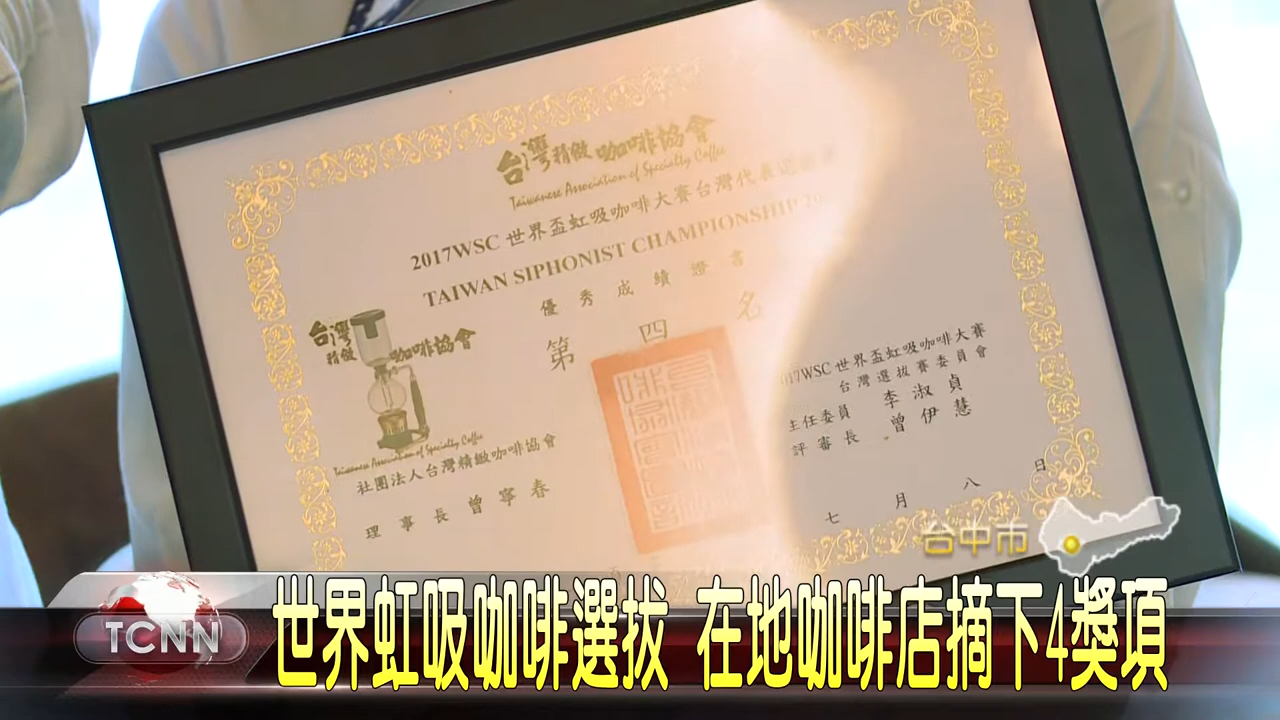 台灣精緻咖啡協會
Taiwanese Association of Specialty Coffee
2017WSC 世界盃虹吸咖啡大賽台灣代表選
TAIWAN SIPHONIST CHAMPIONSHIP
優秀成績證書
第四名
台灣精緻咖啡協會
Taiwanese Association of Specialty Coffee
社團法人台灣精緻咖啡協會
理事長 曾寧春
2017WSC 世界盃虹吸咖啡大賽
台灣選拔賽委員會
主任委員 李淑貞
評審長 曾伊慧
七月八日
台中市
TCNN
世界虹吸咖啡選拔 在地咖啡店摘下4獎項